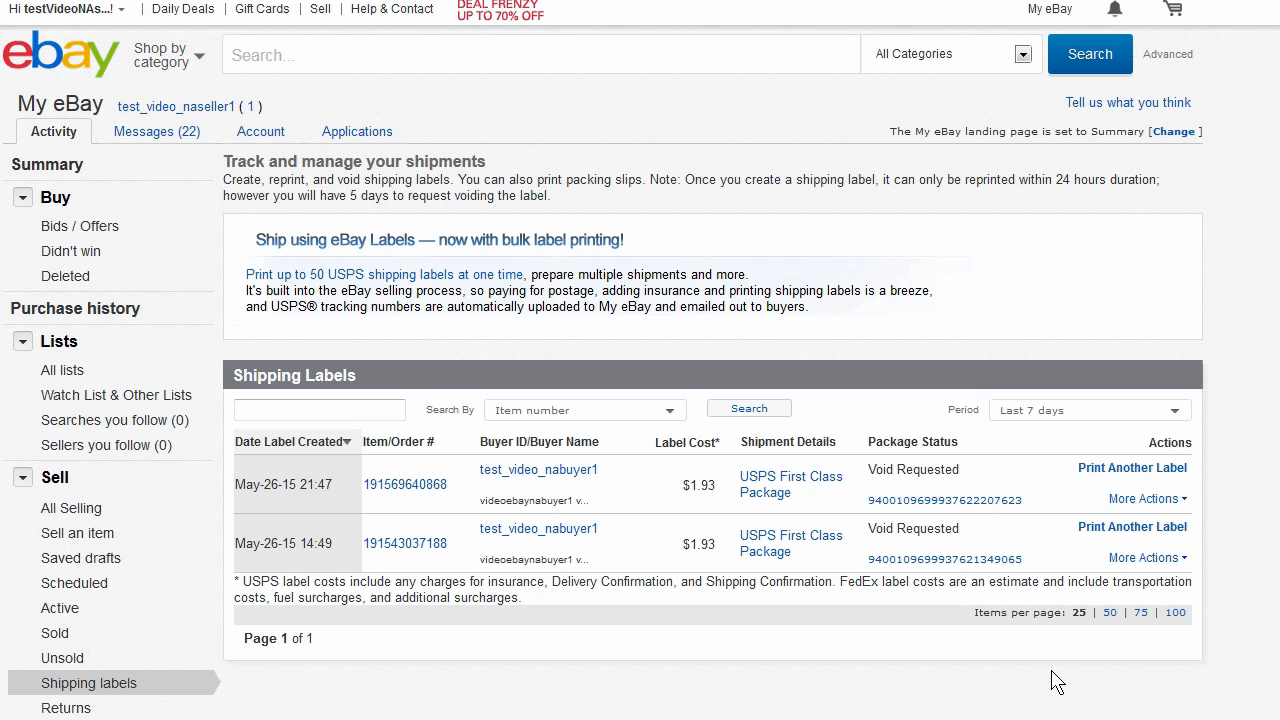 Hi testVideoNAs...! | Daily Deals | Gift Cards | Sell | Help & Contact
DEAL FRENZY
UP TO 70% OFF
My eBay
ebay
Shop by
category
Search...
All Categories
Search
Advanced
My eBay test_video_naseller1 ( 1 )
Tell us what you think
Activity Messages (22) Account Applications
The My eBay landing page is set to Summary [Change ]
Summary
Buy
Bids / Offers
Didn't win
Deleted
Purchase history
Lists
All lists
Watch List & Other Lists
Searches you follow (0)
Sellers you follow (0)
Sell
All Selling
Sell an item
Saved drafts
Scheduled
Active
Sold
Unsold
Shipping labels
Returns
Track and manage your shipments
Create, reprint, and void shipping labels. You can also print packing slips. Note: Once you create a shipping label, it can only be reprinted within 24 hours duration;
however you will have 5 days to request voiding the label.
Ship using eBay Labels — now with bulk label printing!
Print up to 50 USPS shipping labels at one time, prepare multiple shipments and more.
It's built into the eBay selling process, so paying for postage, adding insurance and printing shipping labels is a breeze,
and USPS® tracking numbers are automatically uploaded to My eBay and emailed out to buyers.
Shipping Labels
Search By Item number Search Period Last 7 days
Date Label Created Item/Order # Buyer ID/Buyer Name Label Cost* Shipment Details Package Status Actions
May-26-15 21:47 191569640868 test_video_nabuyer1 $1.93 USPS First Class Void Requested Print Another Label
videoebaynabuyer1 v... Package 9400109699937622207623 More Actions
May-26-15 14:49 191543037188 test_video_nabuyer1 $1.93 USPS First Class Void Requested Print Another Label
videoebaynabuyer1 v... Package 9400109699937621349065 More Actions
* USPS label costs include any charges for insurance, Delivery Confirmation, and Shipping Confirmation. FedEx label costs are an estimate and include transportation
costs, fuel surcharges, and additional surcharges.
Items per page: 25 | 50 | 75 | 100
Page 1 of 1